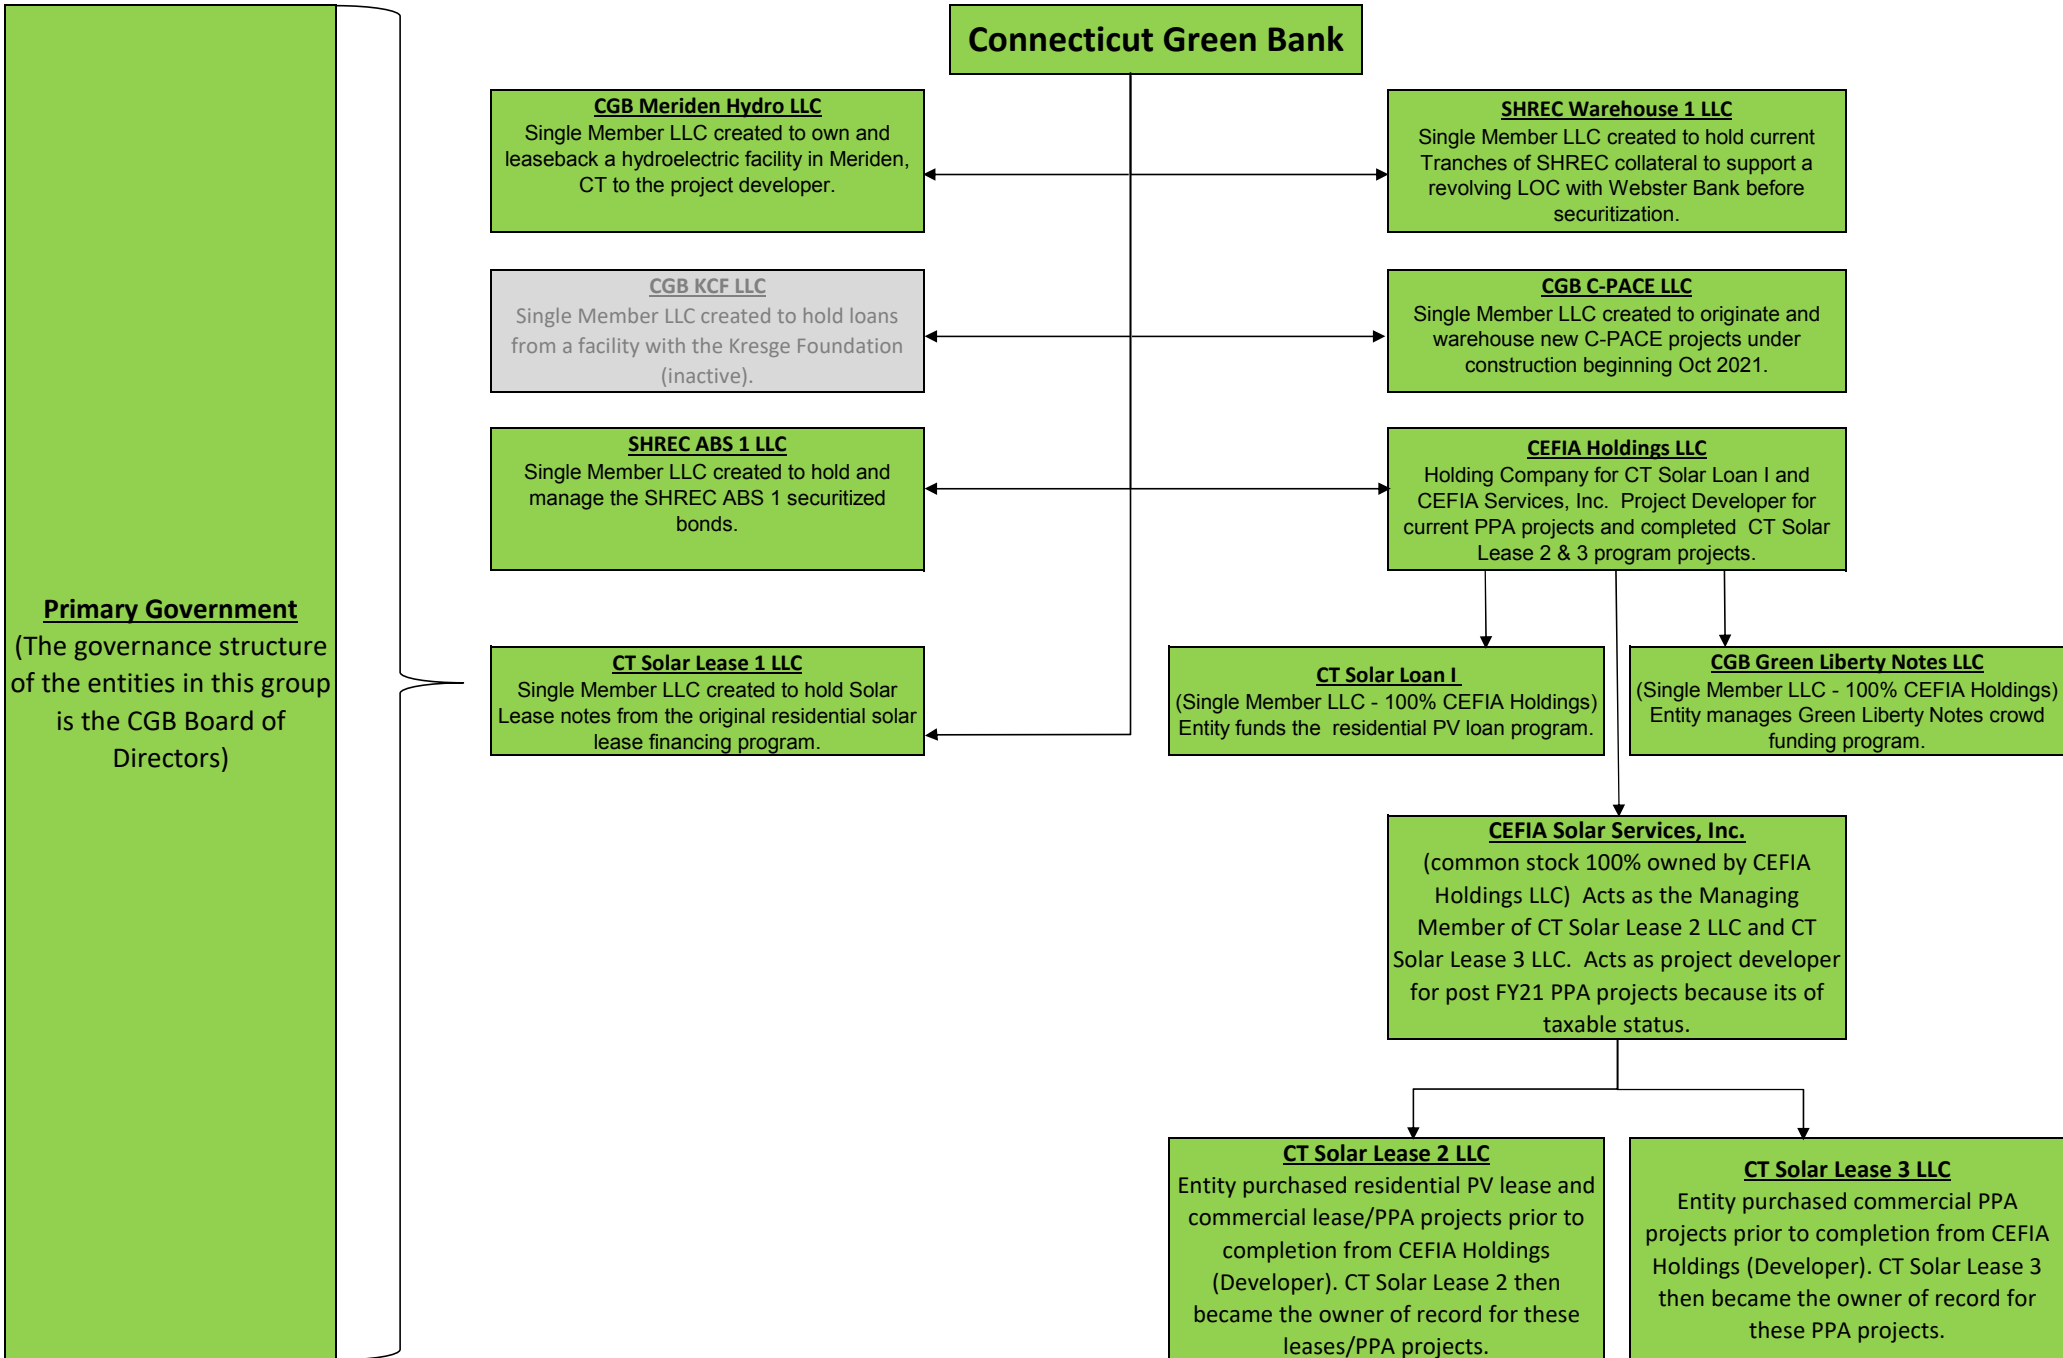 Connecticut Green Bank
CGB Meriden Hydro LLC
Single Member LLC created to own and
leaseback a hydroelectric facility in Meriden,
CT to the project developer.
SHREC Warehouse 1 LLC
Single Member LLC created to hold current
Tranches of SHREC collateral to support a
revolving LOC with Webster Bank before
securitization.
CGB KCF LLC
Single Member LLC created to hold loans
from a facility with the Kresge Foundation
(inactive).
CGB C-PACE LLC
Single Member LLC created to originate and
warehouse new C-PACE projects under
construction beginning Oct 2021.
SHREC ABS 1 LLC
Single Member LLC created to hold and
manage the SHREC ABS 1 securitized
bonds.
CEFIA Holdings LLC
Holding Company for CT Solar Loan I and
CEFIA Services, Inc. Project Developer for
current PPA projects and completed CT Solar
Lease 2 & 3 program projects.
Primary Government
(The governance structure
of the entities in this group
is the CGB Board of
Directors)
CT Solar Lease 1 LLC
Single Member LLC created to hold Solar
Lease notes from the original residential solar
lease financing program.
CT Solar Loan I
(Single Member LLC - 100% CEFIA Holdings)
Entity funds the residential PV loan program.
CGB Green Liberty Notes LLC
(Single Member LLC - 100% CEFIA Holdings)
Entity manages Green Liberty Notes crowd
funding program.
CEFIA Solar Services, Inc.
(common stock 100% owned by CEFIA
Holdings LLC) Acts as the Managing
Member of CT Solar Lease 2 LLC and CT
Solar Lease 3 LLC. Acts as project developer
for post FY21 PPA projects because its of
taxable status.
CT Solar Lease 2 LLC
Entity purchased residential PV lease and
commercial lease/PPA projects prior to
completion from CEFIA Holdings
(Developer). CT Solar Lease 2 then
became the owner of record for these
leases/PPA projects.
CT Solar Lease 3 LLC
Entity purchased commercial PPA
projects prior to completion from CEFIA
Holdings (Developer). CT Solar Lease 3
then became the owner of record for
these PPA projects.